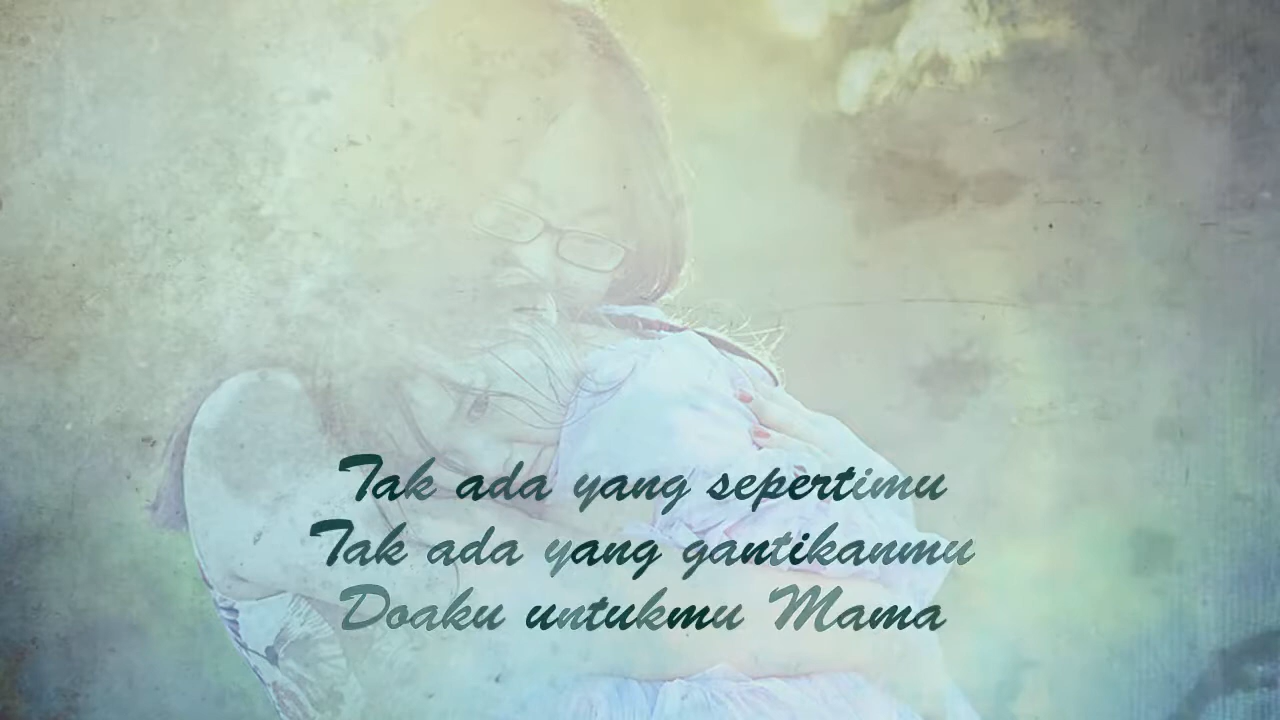 Tak ada yang sepertimu
Tak ada yang gantikanmu
Doaku untukmu Mama